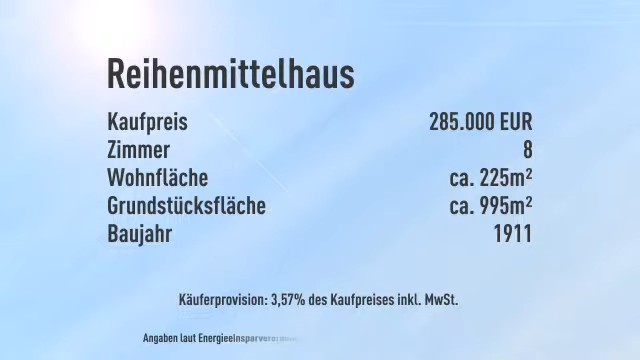 Reihenmittelhaus
Kaufpreis 285.000 EUR
Zimmer 8
Wohnfläche ca. 225m²
Grundstücksfläche ca. 995m²
Baujahr 1911
Käuferprovision: 3,57% des Kaufpreises inkl. MwSt.
Angaben laut